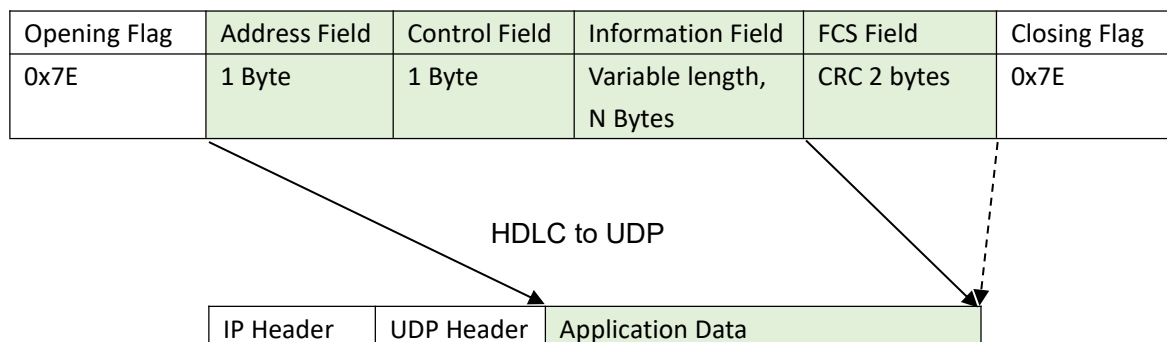 Opening Flag Address Field Control Field Information Field FCS Field Closing Flag
0x7E 1 Byte 1 Byte Variable length, CRC 2 bytes 0x7E
N Bytes
HDLC to UDP
IP Header UDP Header Application Data